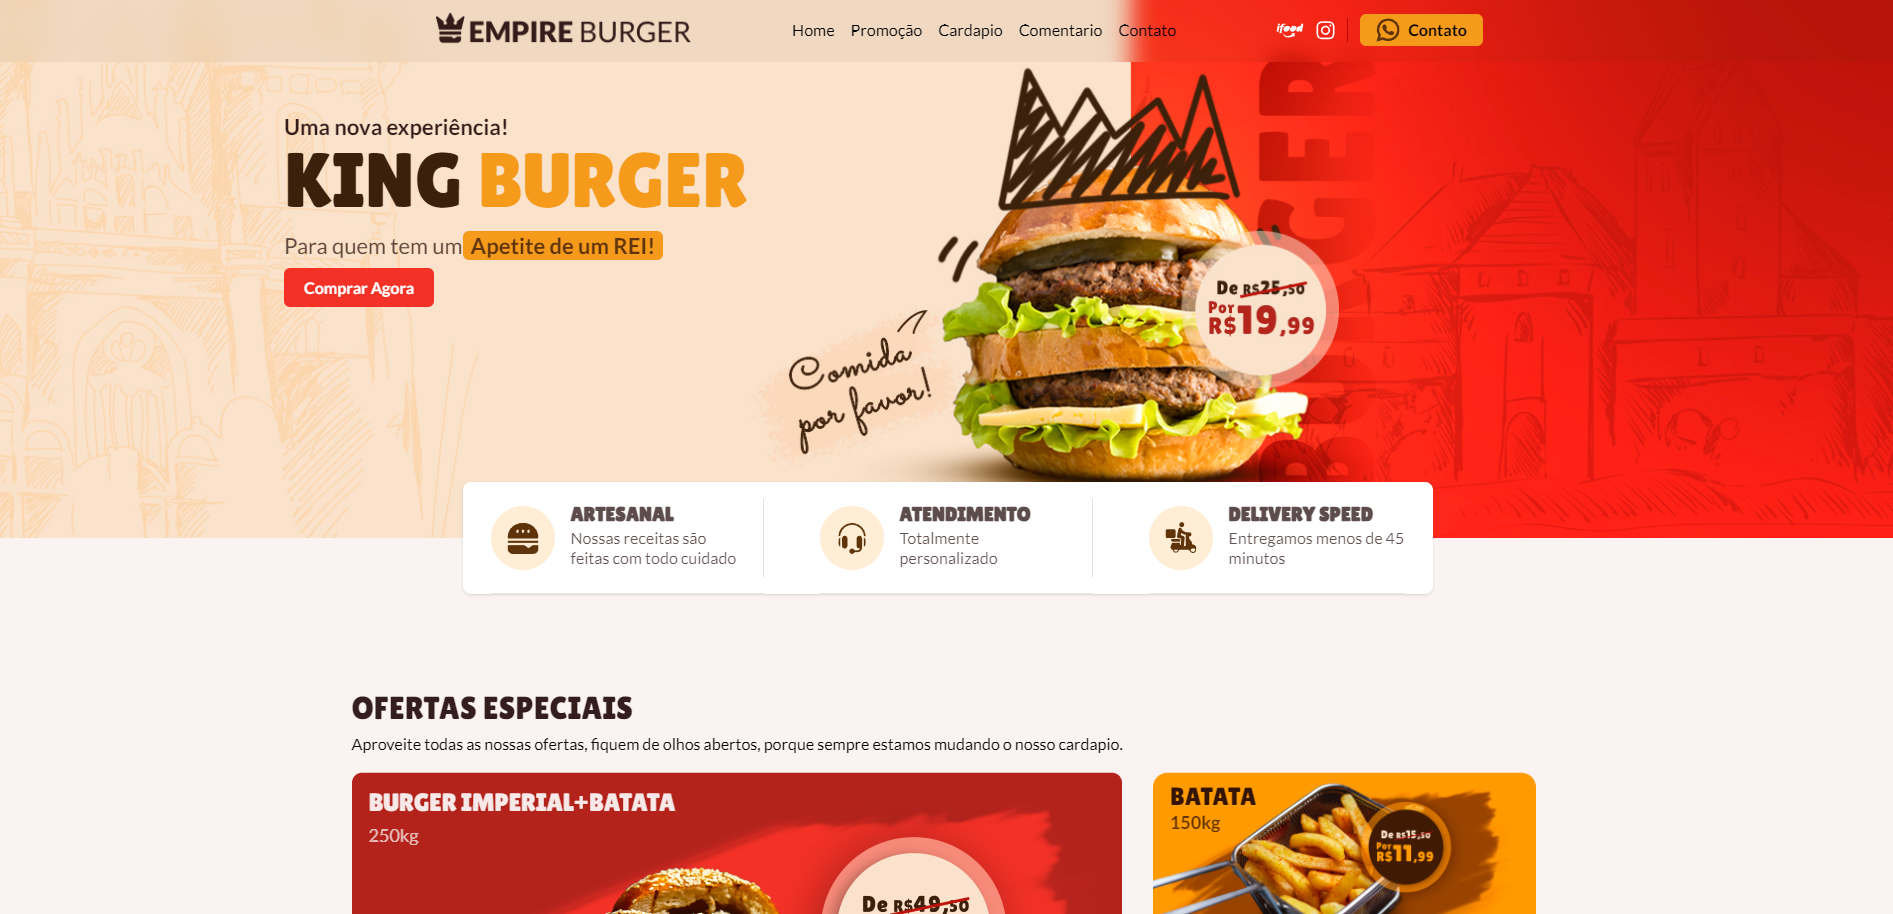 EMPIRE BURGER
Home Promoção Cardapio Comentario Contato
ifood
Contato
Uma nova experiência!
KING BURGER
Para quem tem um Apetite de um REI!
Comprar Agora
BURGER
De R$25,50
Por
R$19,99
Comida
por favor!
ARTESANAL
Nossas receitas são
feitas com todo cuidado
ATENDIMENTO
Totalmente
personalizado
DELIVERY SPEED
Entregamos menos de 45
minutos
OFERTAS ESPECIAIS
Aproveite todas as nossas ofertas, fiquem de olhos abertos, porque sempre estamos mudando o nosso cardapio.
BURGER IMPERIAL+BATATA
250kg
De R$49,50
BATATA
150kg
De R$15,50
Por
R$11,99